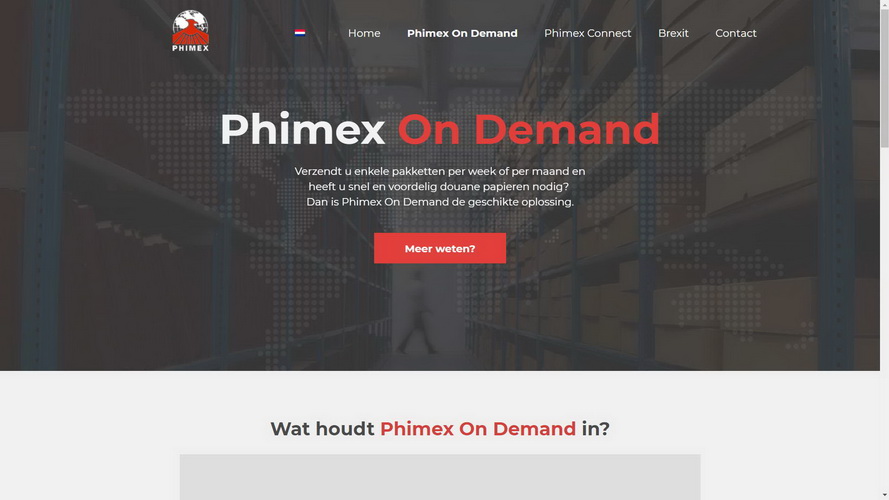 PHIMEX
Home
Phimex On Demand
Phimex Connect
Brexit
Contact
Phimex On Demand
Verzendt u enkele pakketten per week of per maand en
heeft u snel en voordelig douane papieren nodig?
Dan is Phimex On Demand de geschikte oplossing.
Meer weten?
Wat houdt Phimex On Demand in?